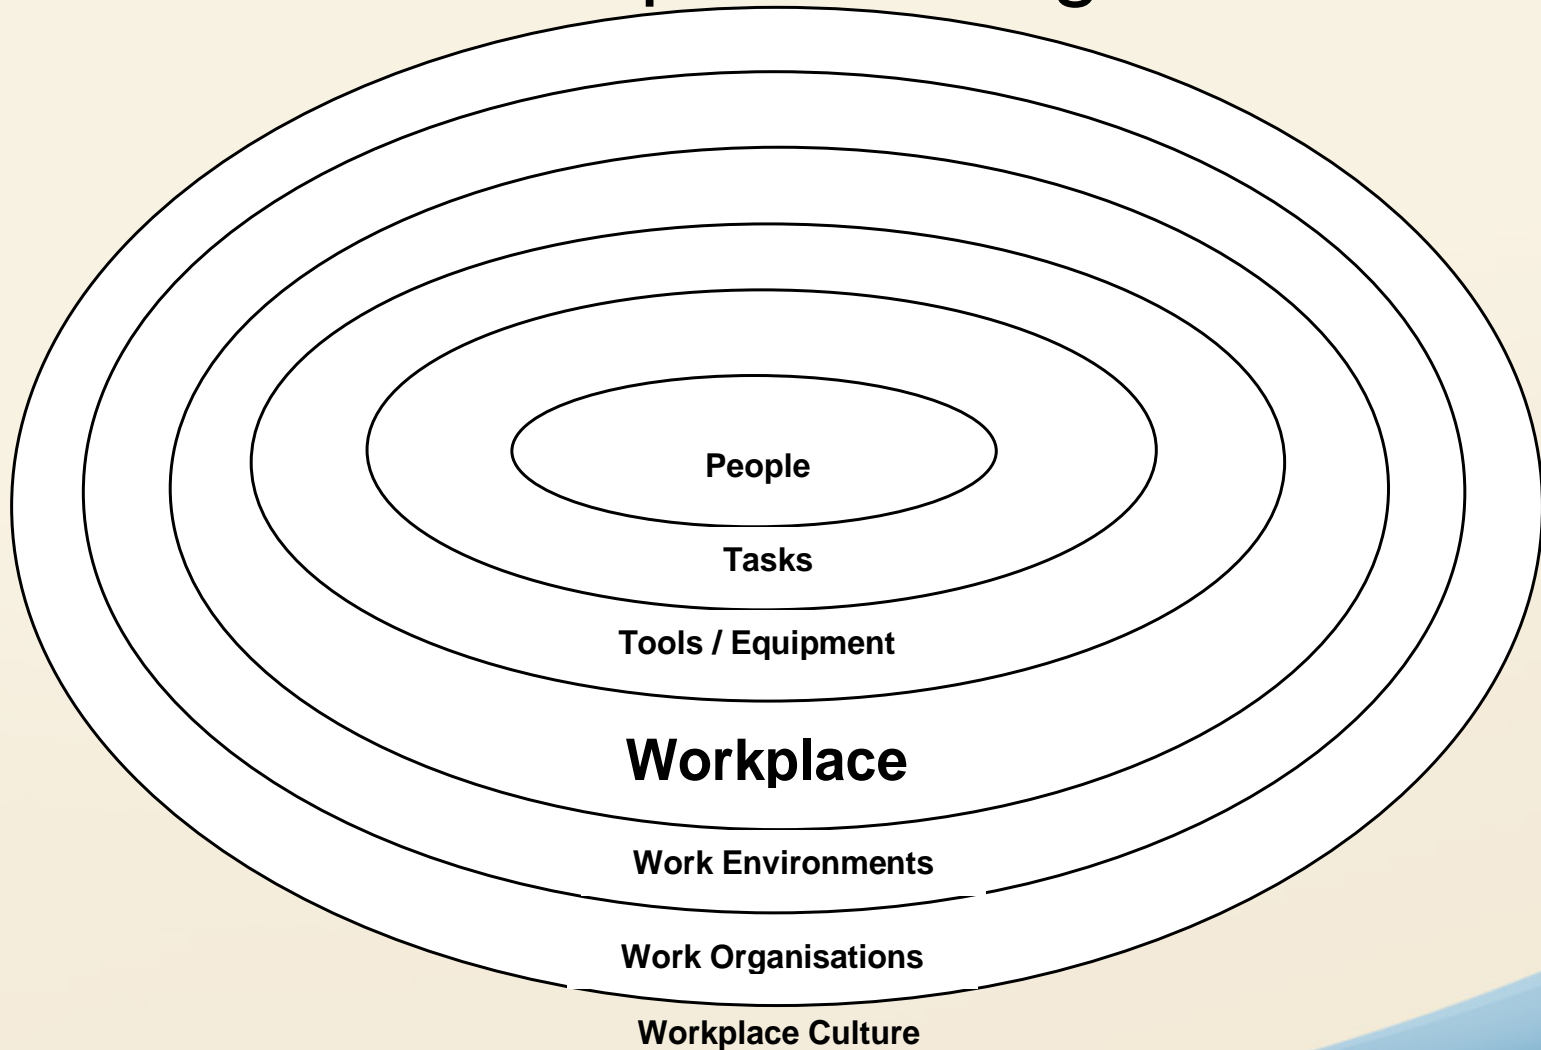 People
Tasks
Tools / Equipment
Workplace
Work Environments
Work Organisations
Workplace Culture